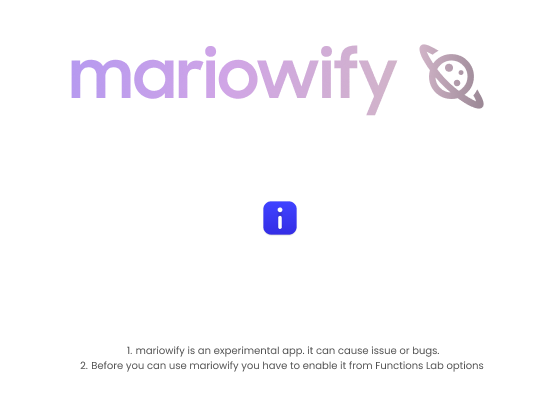 mariowify
i
1. mariowify is an experimental app. it can cause issue or bugs.
2. Before you can use mariowify you have to enable it from Functions Lab options